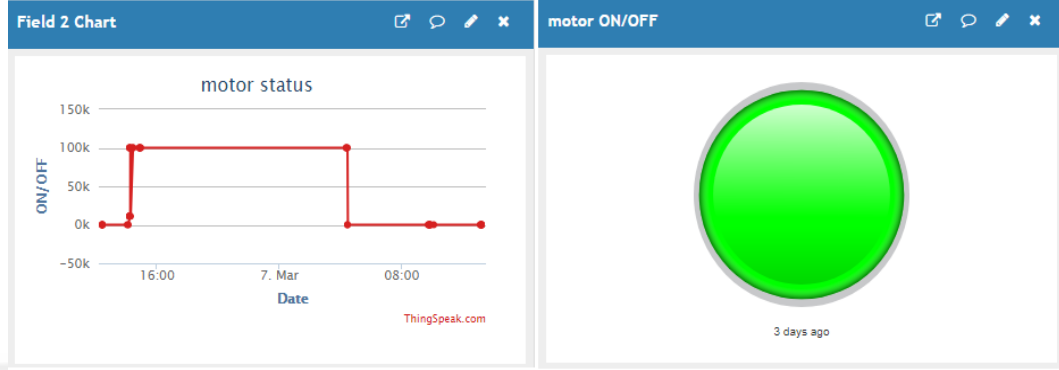 Field 2 Chart
motor status
150k
100k
50k
0k
-50k
ON/OFF
16:00
7. Mar
08:00
Date
ThingSpeak.com
motor ON/OFF
3 days ago